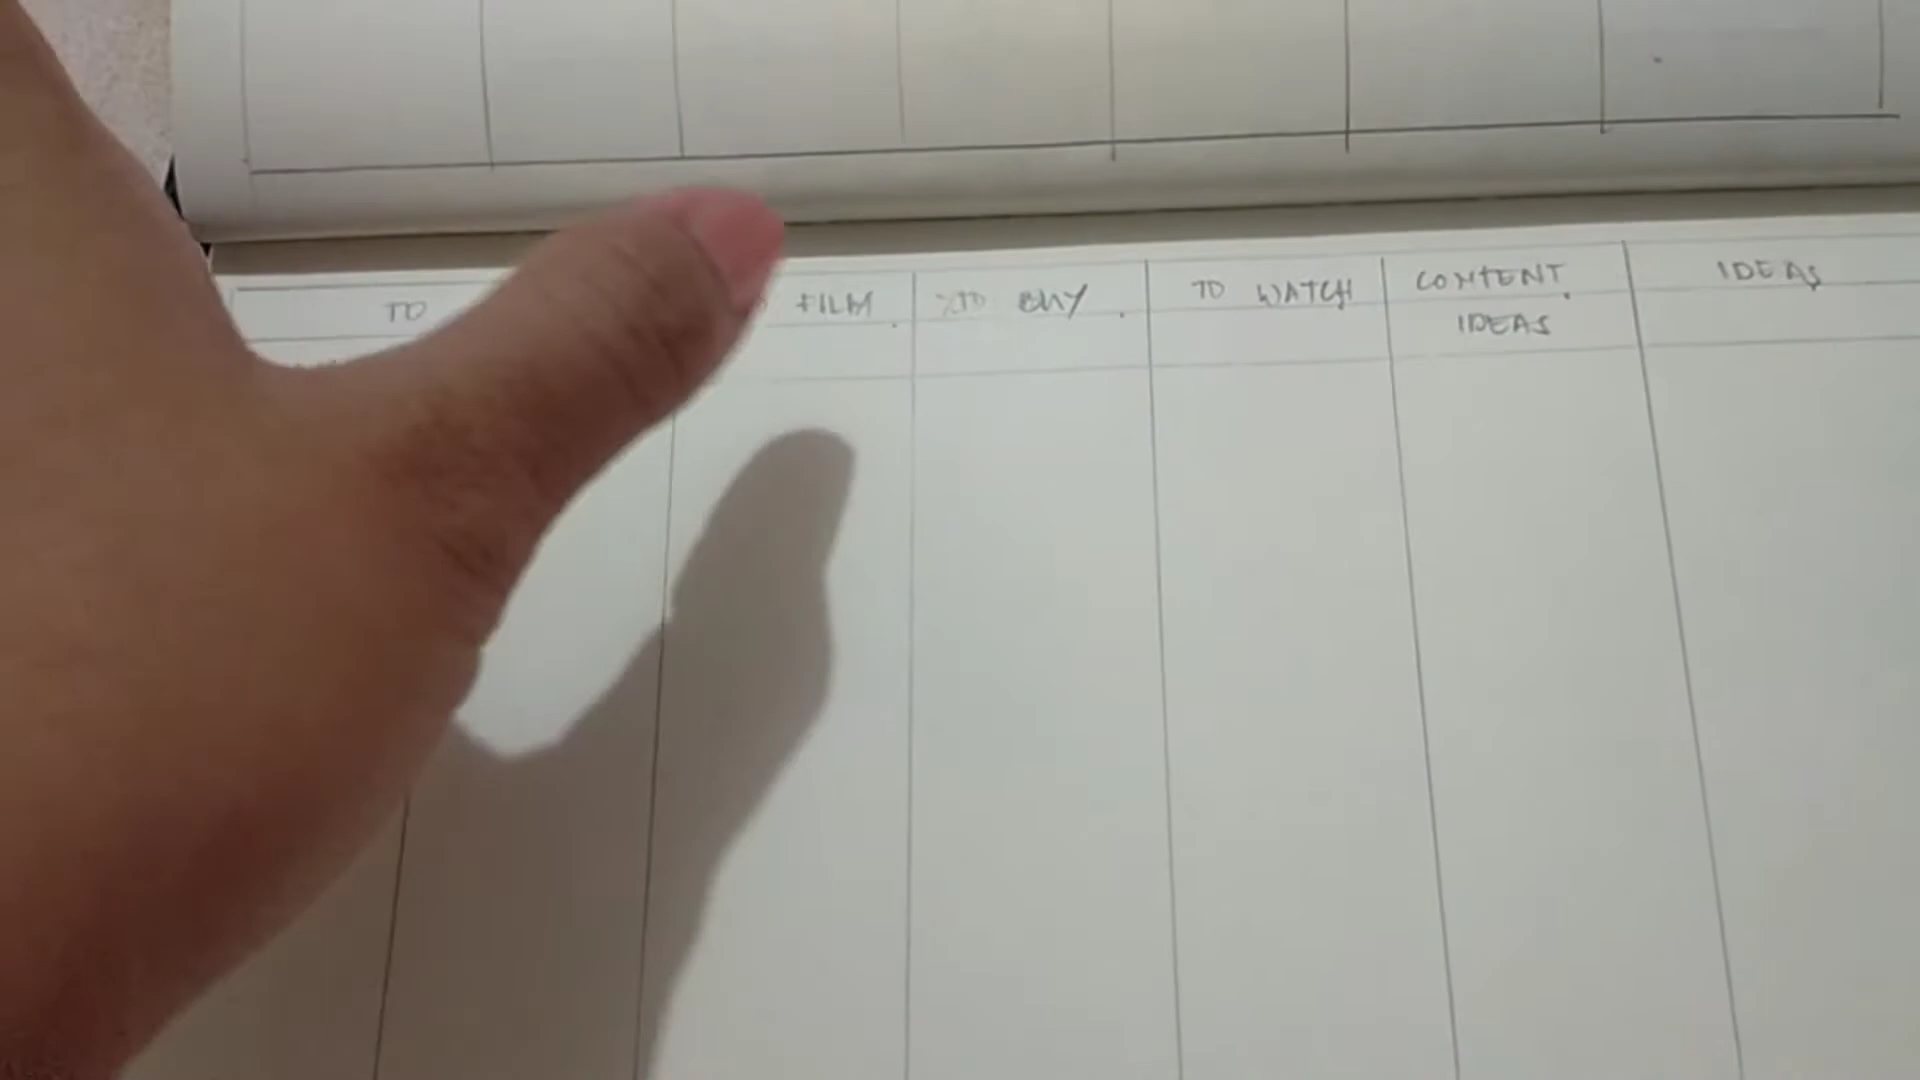 TO
FILM
TO BUY
TO WATCH
CONTENT
IDEAS
IDEAS